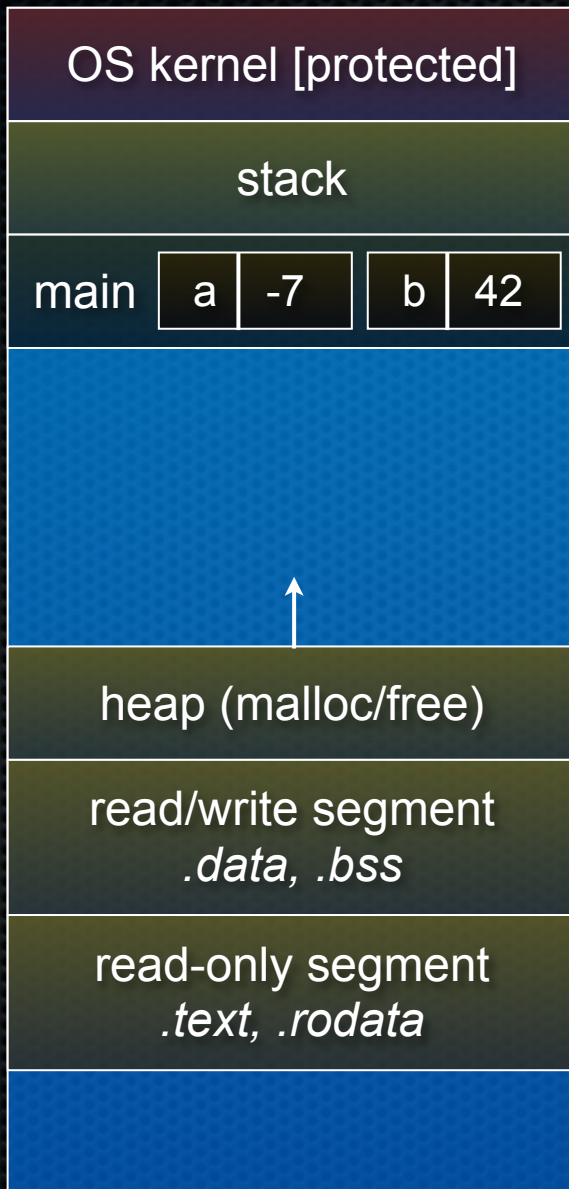 OS kernel [protected]
stack
main a -7 b 42
heap (malloc/free)
read/write segment
.data, .bss
read-only segment
.text, .rodata